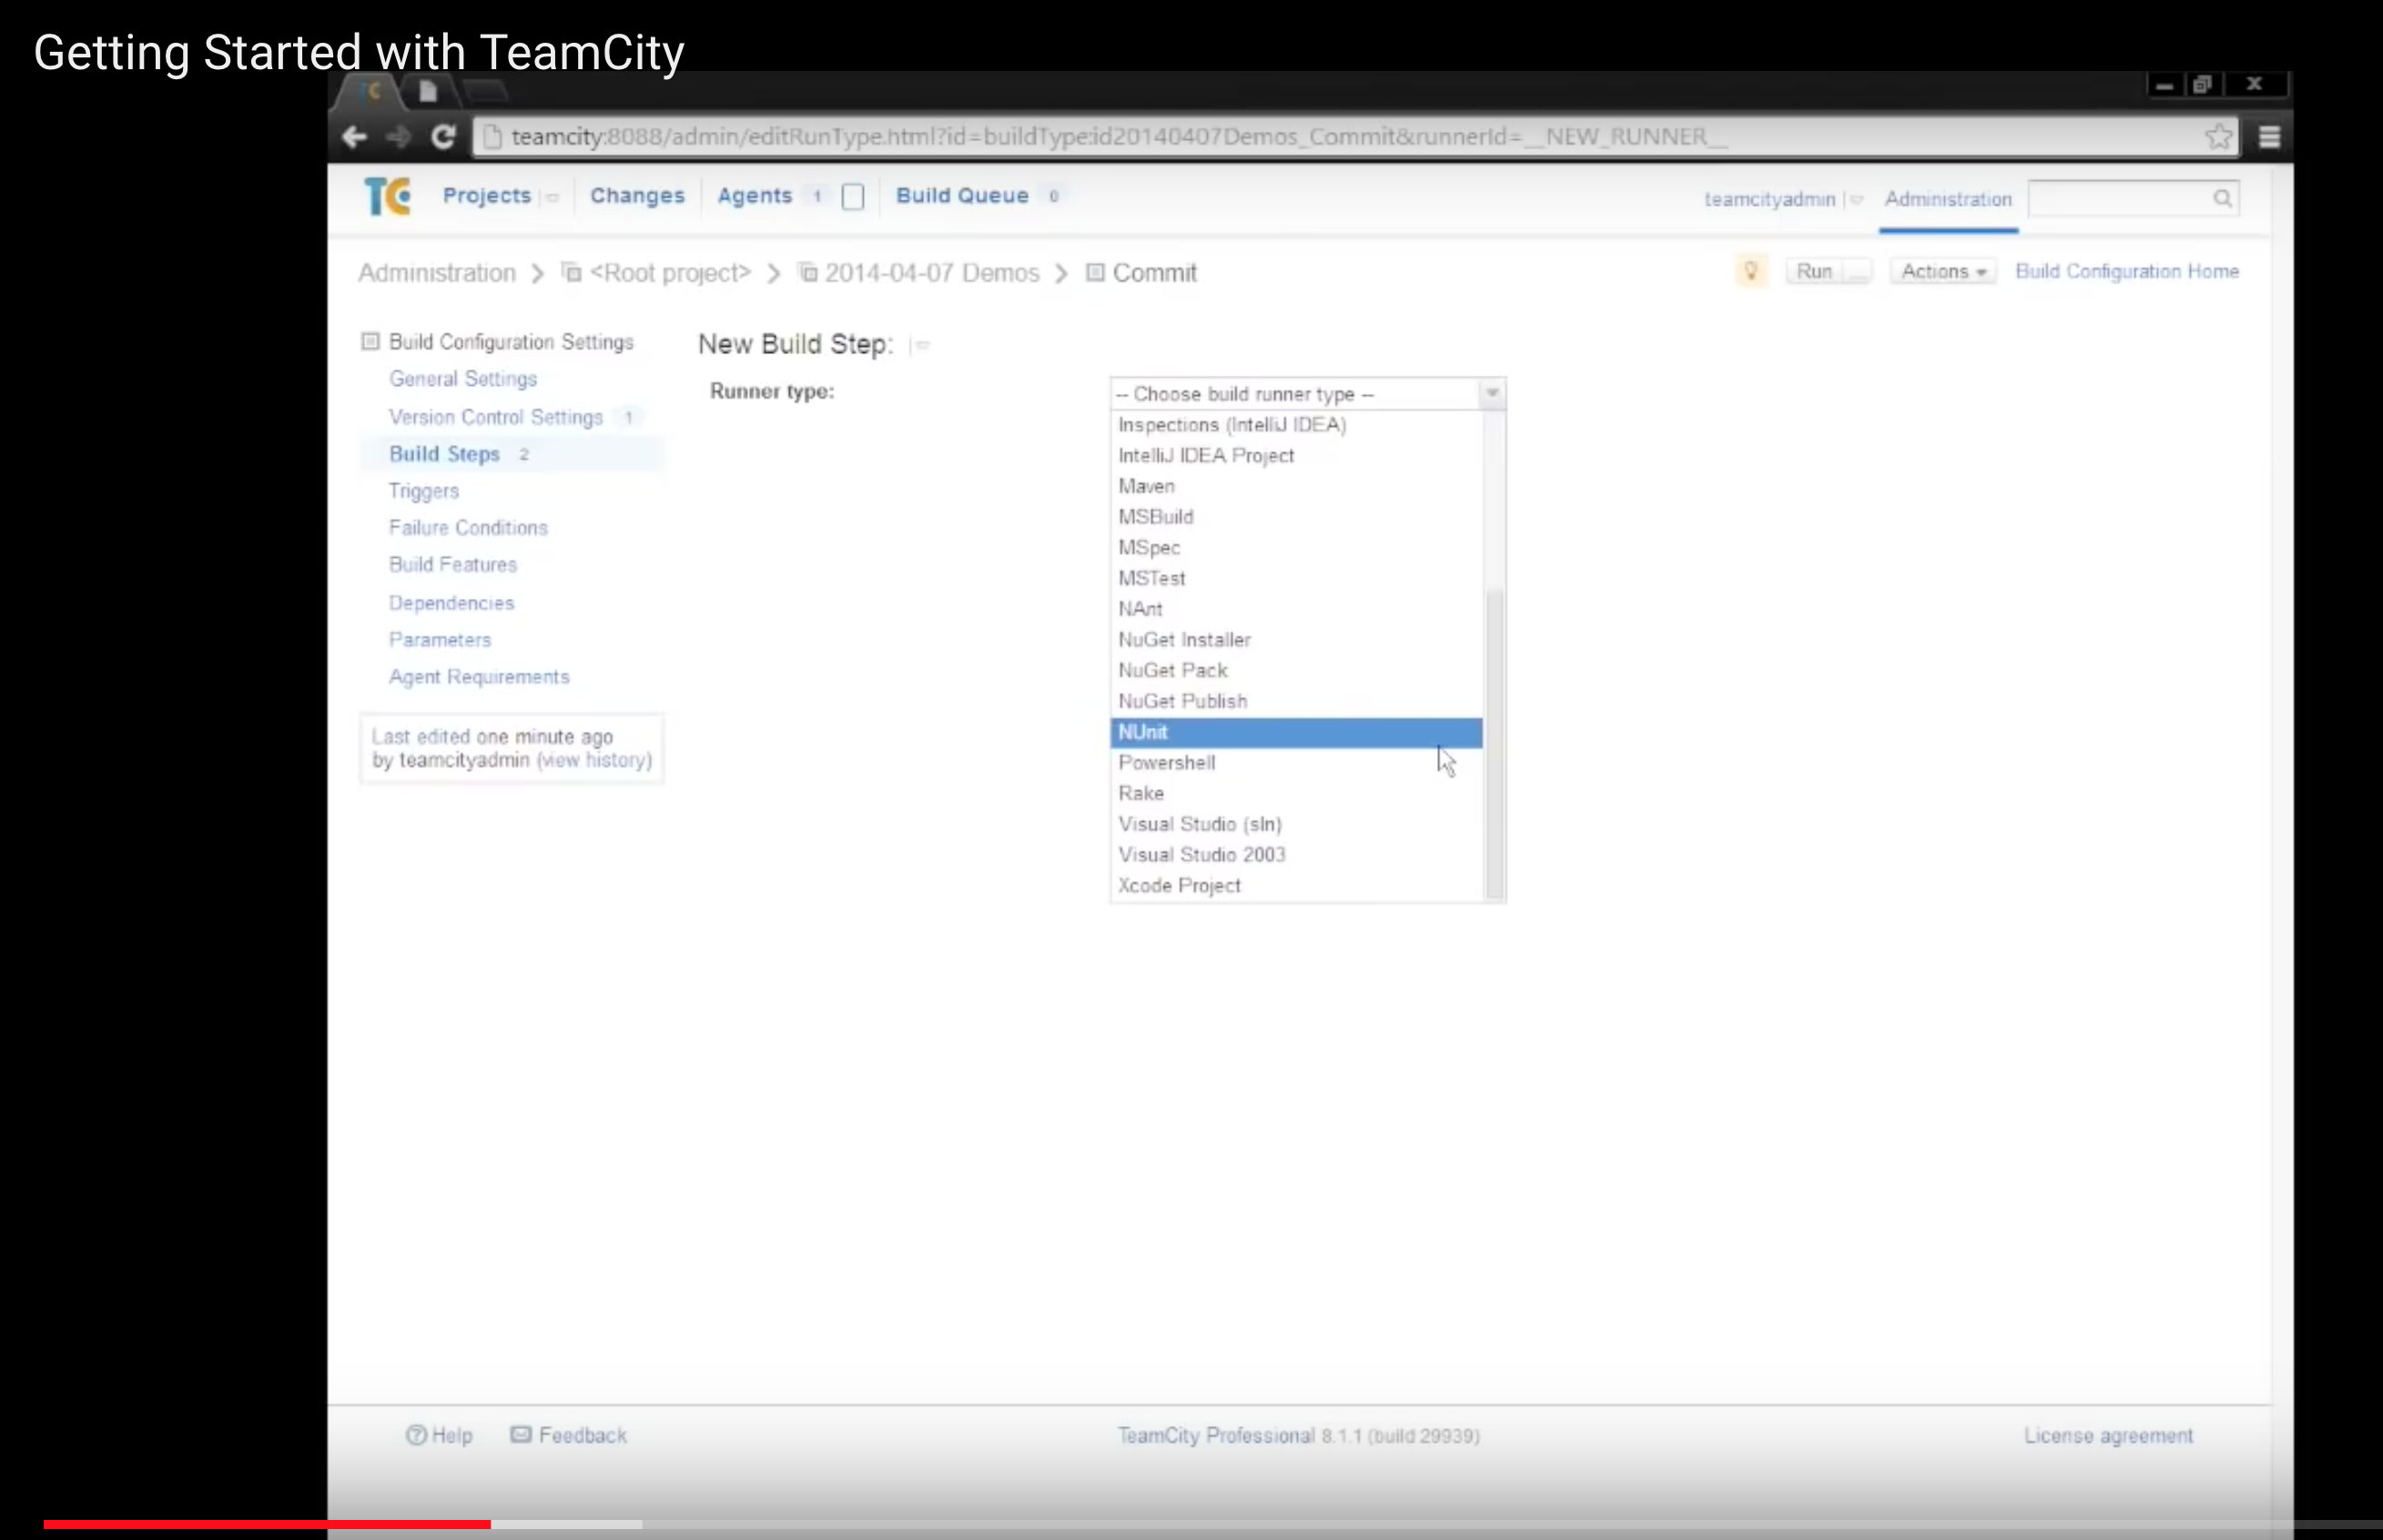 Getting Started with TeamCity
TC
teamcity:8088/admin/editRunType.html?id=buildType:id20140407Demos_Commit&runnerId=__NEW_RUNNER__
TC Projects Changes Agents 1 Build Queue 0 teamcityadmin Administration
Administration > <Root project> > 2014-04-07 Demos > Commit Run ... Actions Build Configuration Home
Build Configuration Settings
General Settings
Version Control Settings 1
Build Steps 2
Triggers
Failure Conditions
Build Features
Dependencies
Parameters
Agent Requirements
Last edited one minute ago
by teamcityadmin (view history)
New Build Step:
Runner type:
-- Choose build runner type --
Inspections (IntelliJ IDEA)
IntelliJ IDEA Project
Maven
MSBuild
MSpec
MSTest
NAnt
NuGet Installer
NuGet Pack
NuGet Publish
NUnit
Powershell
Rake
Visual Studio (sln)
Visual Studio 2003
Xcode Project
Help Feedback TeamCity Professional 8.1.1 (build 29939) License agreement